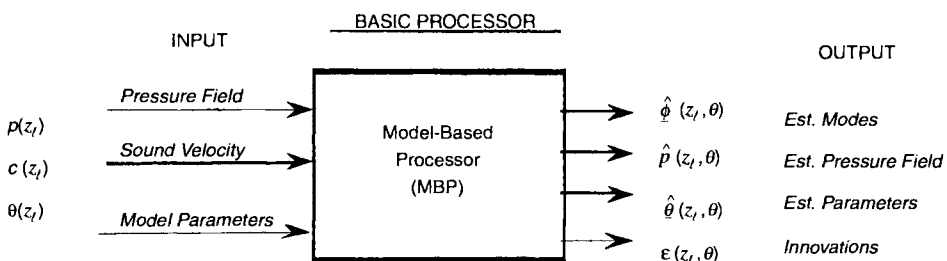 BASIC PROCESSOR
INPUT
OUTPUT
Pressure Field
p(z_ℓ)
Sound Velocity
c(z_ℓ)
θ(z_ℓ)
Model Parameters
Model-Based
Processor
(MBP)
ϕ̲̂ (z_ℓ, θ) Est. Modes
p̂ (z_ℓ, θ) Est. Pressure Field
θ̲̂ (z_ℓ, θ) Est. Parameters
ε (z_ℓ, θ) Innovations